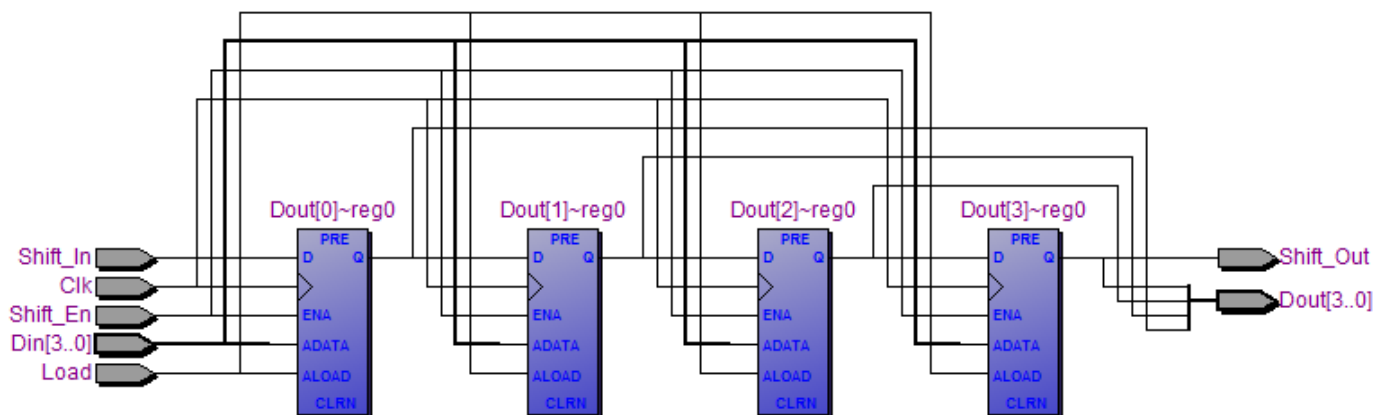 Dout[0]~reg0 Dout[1]~reg0 Dout[2]~reg0 Dout[3]~reg0
PRE PRE PRE PRE
Shift_In D Q D Q D Q D Q Shift_Out
Clk
Dout[3..0]
Shift_En ENA ENA ENA ENA
Din[3..0] ADATA ADATA ADATA ADATA
Load ALOAD ALOAD ALOAD ALOAD
CLRN CLRN CLRN CLRN